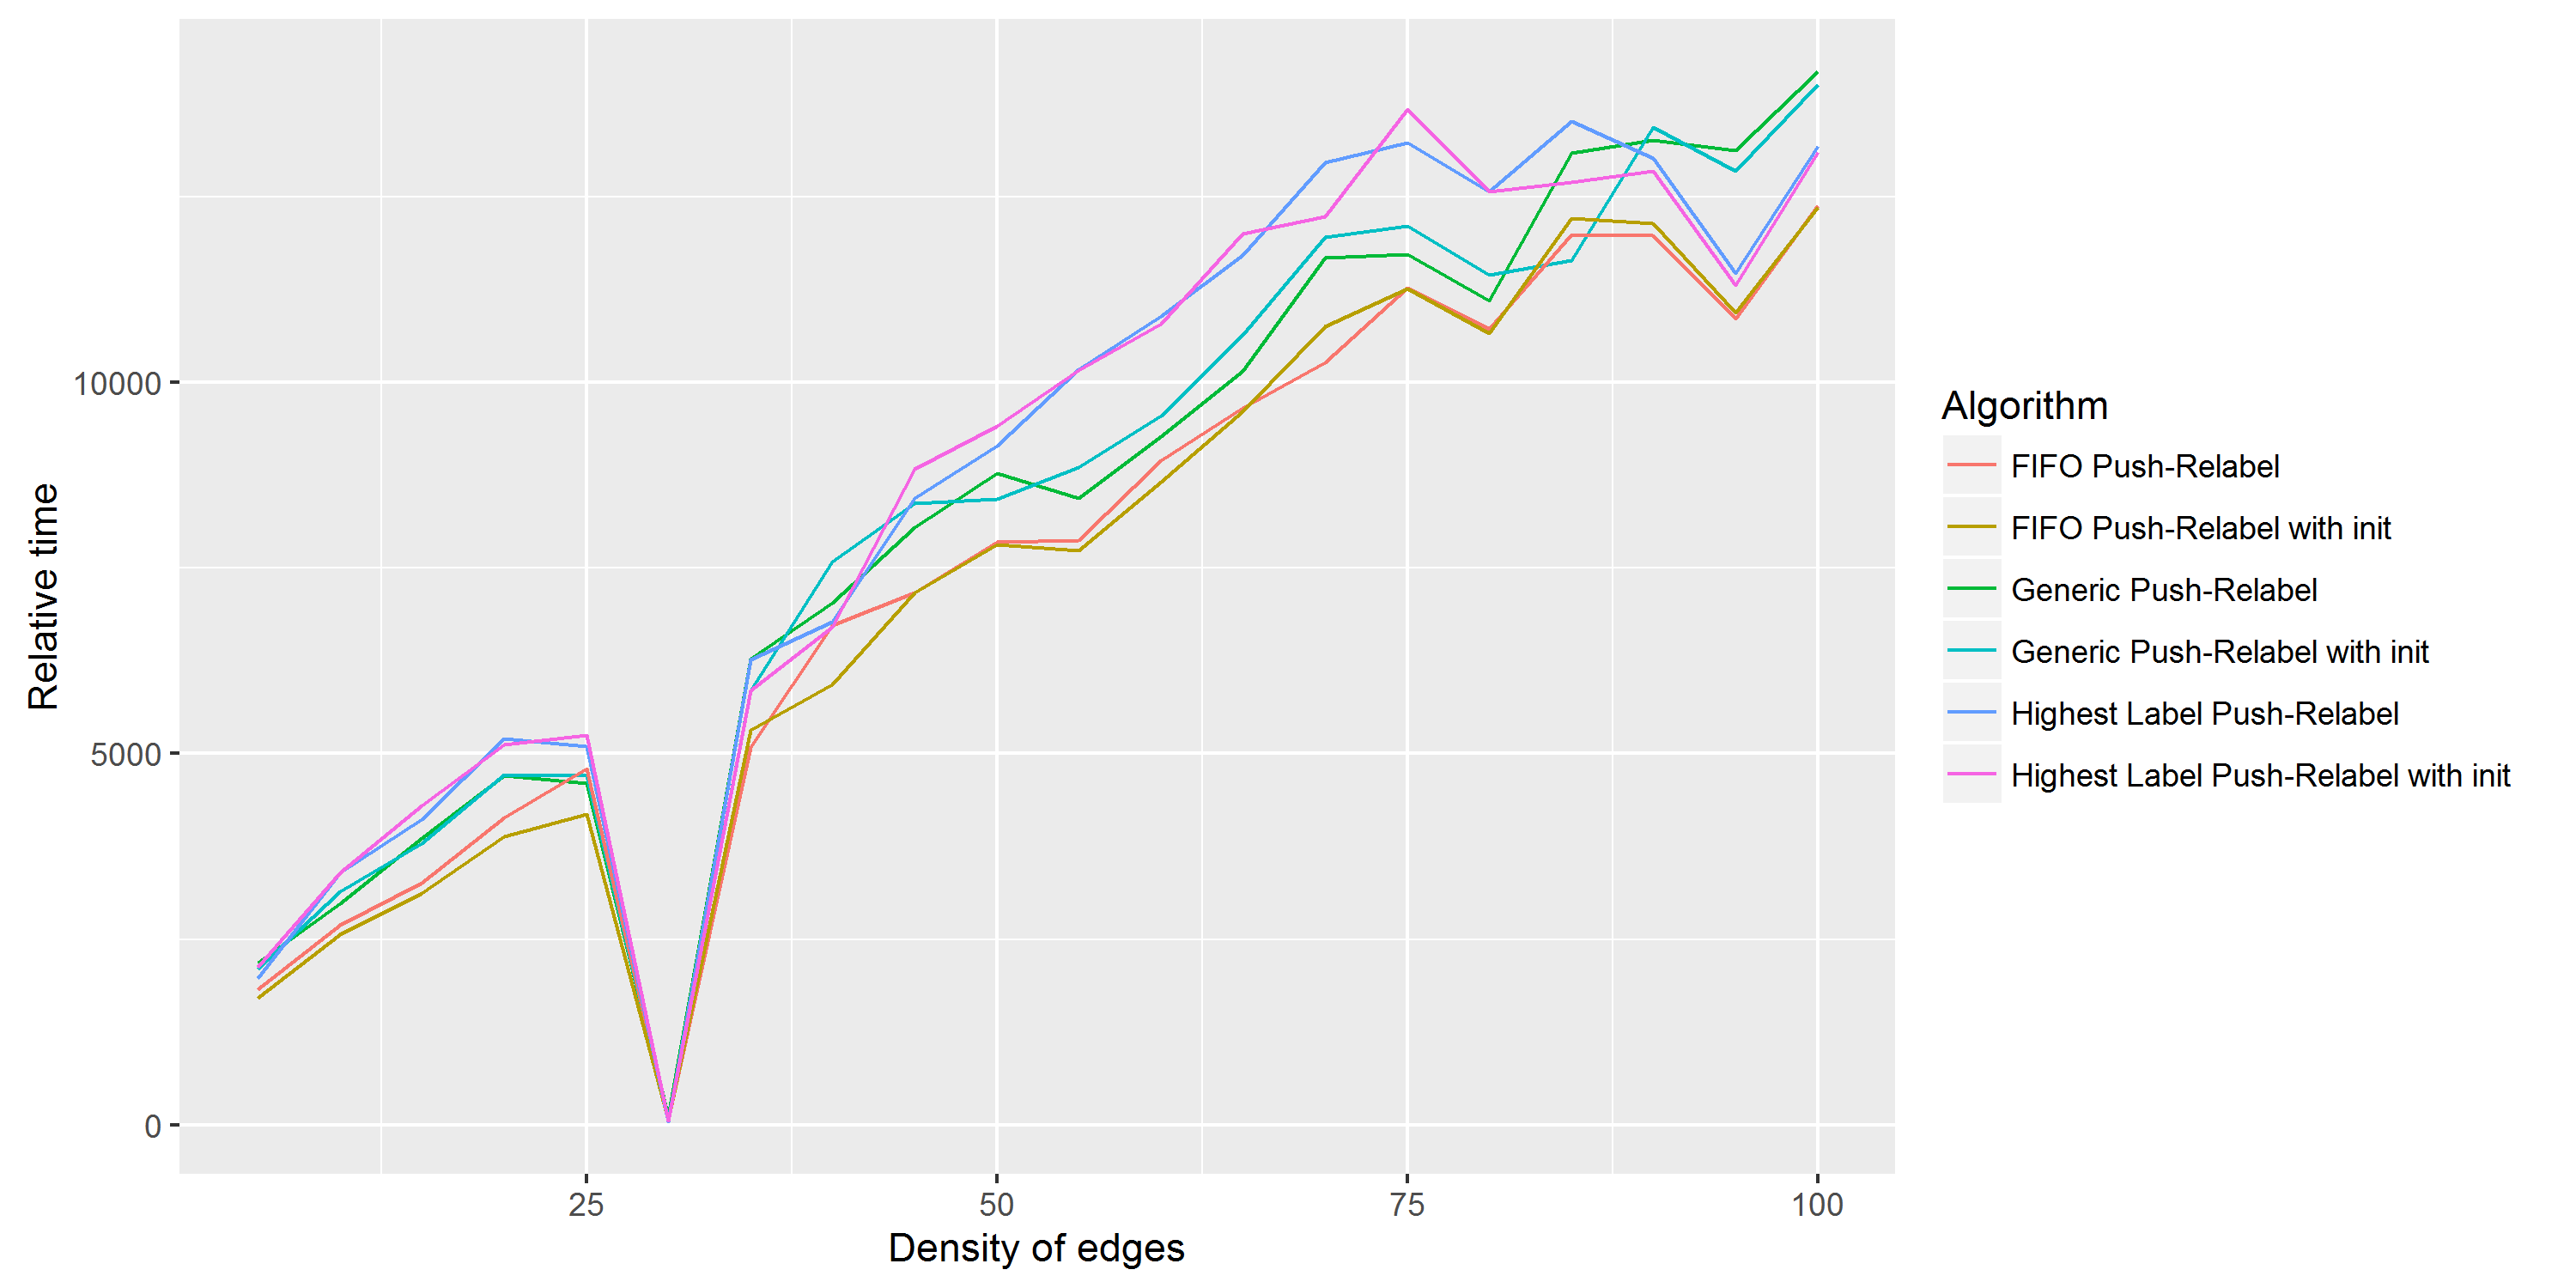 Relative time
10000
5000
0
25
50
75
100
Density of edges
Algorithm
FIFO Push-Relabel
FIFO Push-Relabel with init
Generic Push-Relabel
Generic Push-Relabel with init
Highest Label Push-Relabel
Highest Label Push-Relabel with init